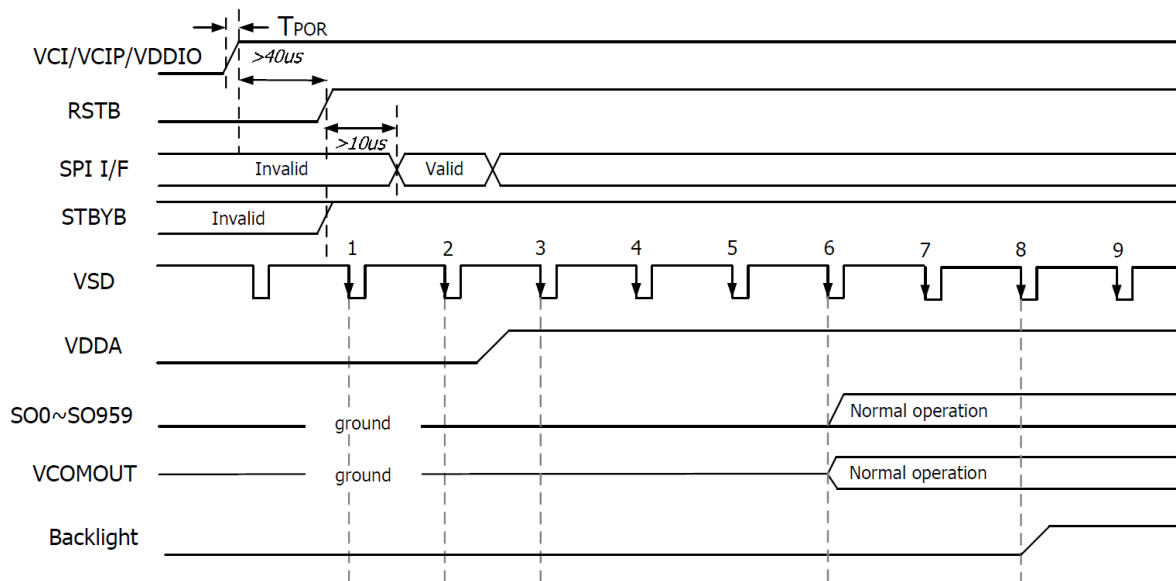 TPOR
VCI/VCIP/VDDIO
>40us
RSTB
>10us
SPI I/F Invalid Valid
STBYB Invalid
1 2 3 4 5 6 7 8 9
VSD
VDDA
SO0~SO959 ground Normal operation
VCOMOUT ground Normal operation
Backlight